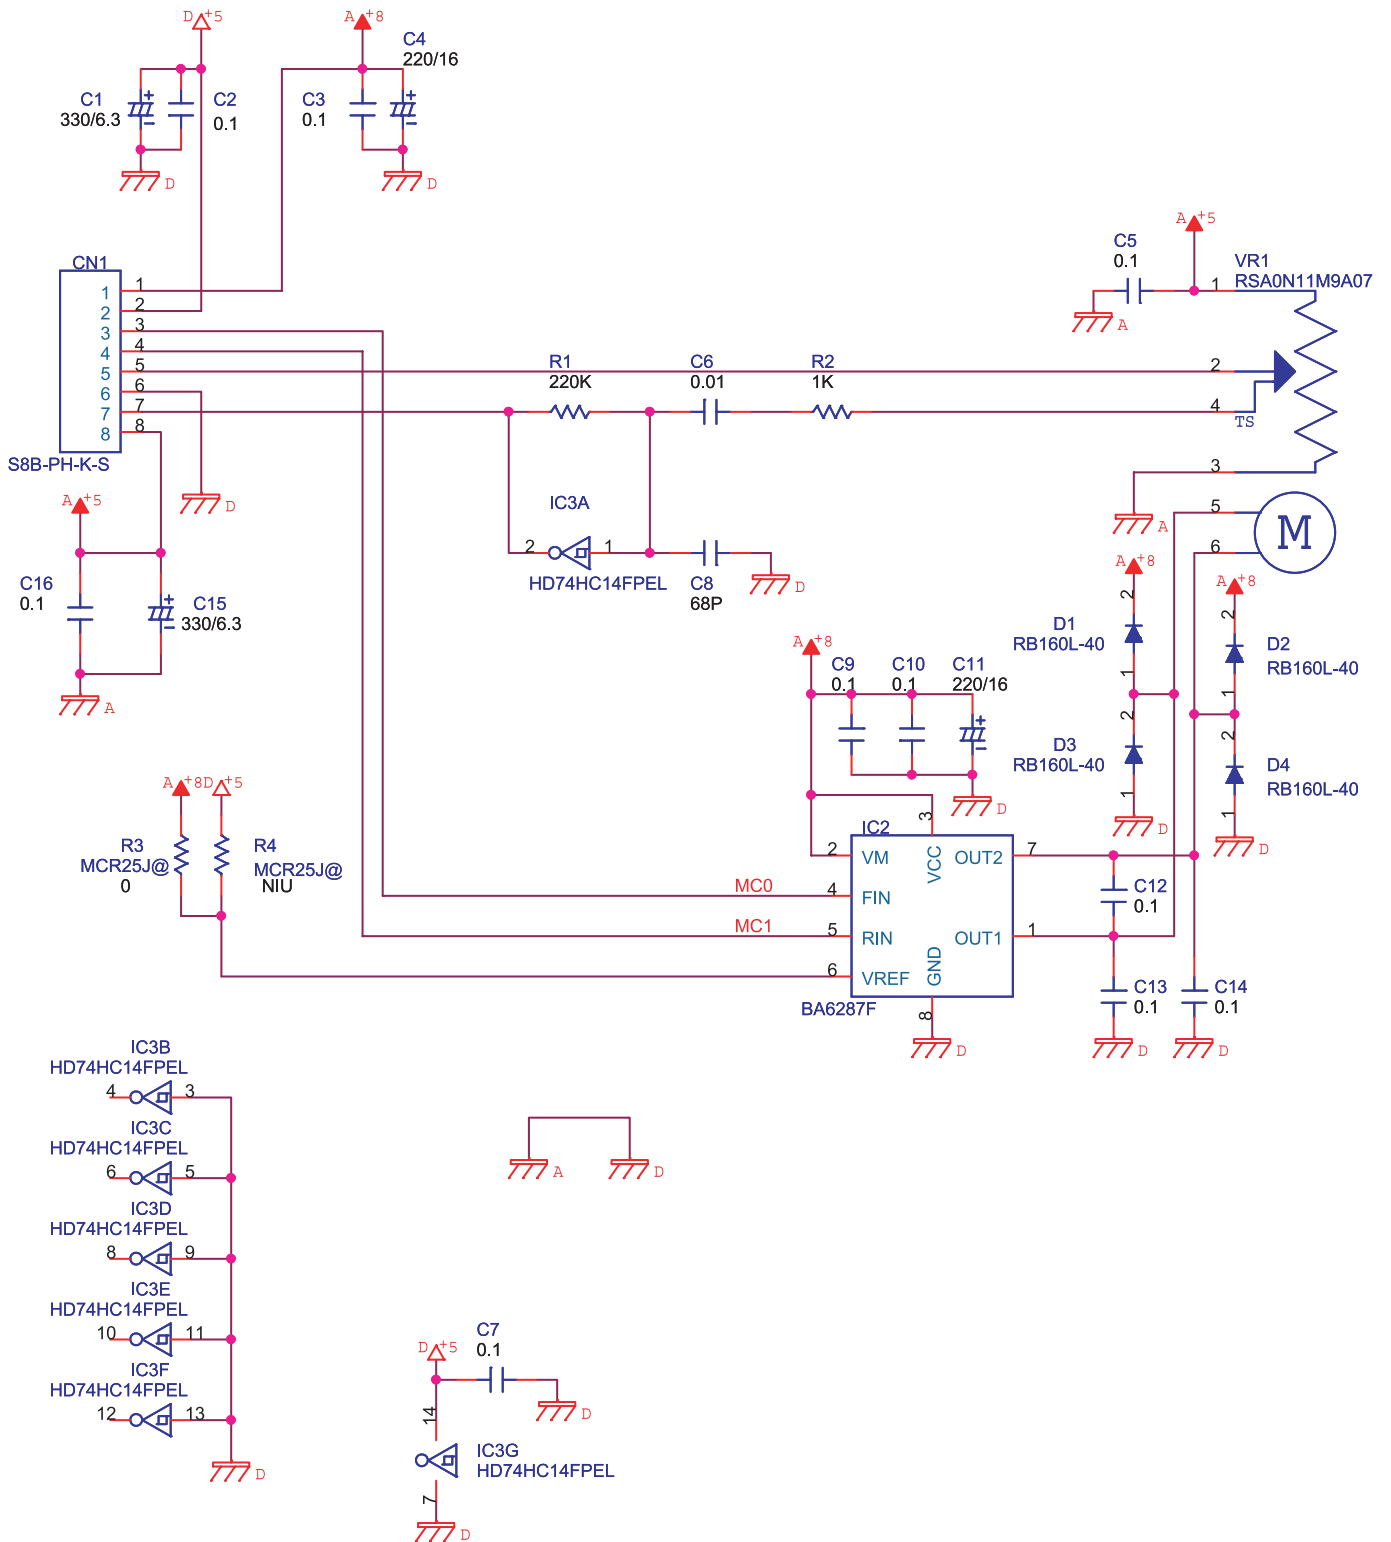 D +5
A +8
C4
220/16
C1
330/6.3
C2
0.1
C3
0.1
D
D
A +5
C5
0.1
VR1
RSA0N11M9A07
A
CN1
1 1
2 2
3 3
4 4
5 5
6 6
7 7
8 8
S8B-PH-K-S
R1
220K
C6
0.01
R2
1K
1
2
4
TS
3
A
5
6
M
D
A +5
IC3A
2
1
HD74HC14FPEL
C8
68P
D
C16
0.1
C15
330/6.3
A
A +8
2
D1
RB160L-40
1
A +8
2
D2
RB160L-40
1
2
D3
RB160L-40
1
D
2
D4
RB160L-40
1
D
A +8
C9
0.1
C10
0.1
C11
220/16
D
A +8
D +5
R3
MCR25J@
0
R4
MCR25J@
NIU
IC2
3
VCC
2 VM
OUT2 7
MC0
4 FIN
MC1
5 RIN
OUT1 1
6 VREF
GND
8
BA6287F
D
C12
0.1
C13
0.1
D
C14
0.1
D
IC3B
HD74HC14FPEL
4 3
IC3C
HD74HC14FPEL
6 5
IC3D
HD74HC14FPEL
8 9
IC3E
HD74HC14FPEL
10 11
IC3F
HD74HC14FPEL
12 13
D
A
D
D +5
C7
0.1
D
14
IC3G
HD74HC14FPEL
7
D